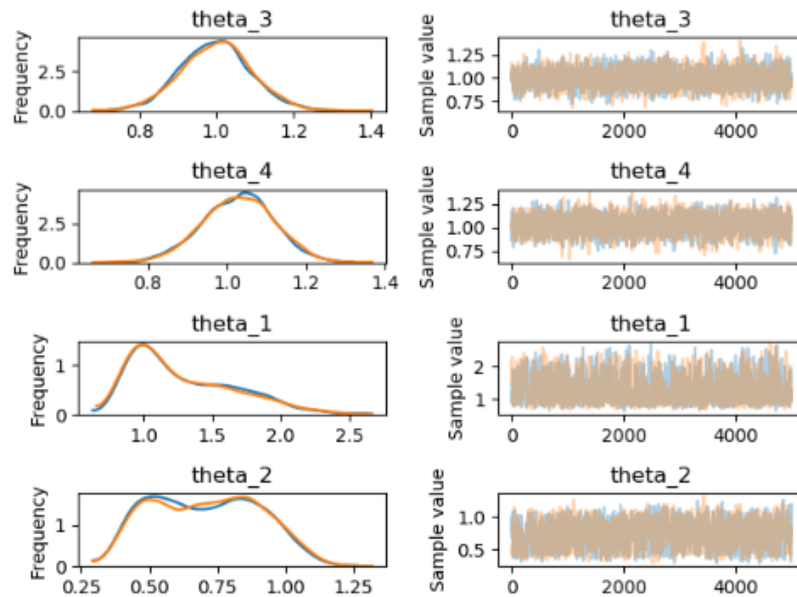 theta_3 theta_3
Frequency
2.5
0.0
0.8 1.0 1.2 1.4
Sample value
1.25
1.00
0.75
0 2000 4000
theta_4 theta_4
Frequency
2.5
0.0
0.8 1.0 1.2 1.4
Sample value
1.25
1.00
0.75
0 2000 4000
theta_1 theta_1
Frequency
1
0
1.0 1.5 2.0 2.5
Sample value
2
1
0 2000 4000
theta_2 theta_2
Frequency
1
0
0.25 0.50 0.75 1.00 1.25
Sample value
1.0
0.5
0 2000 4000